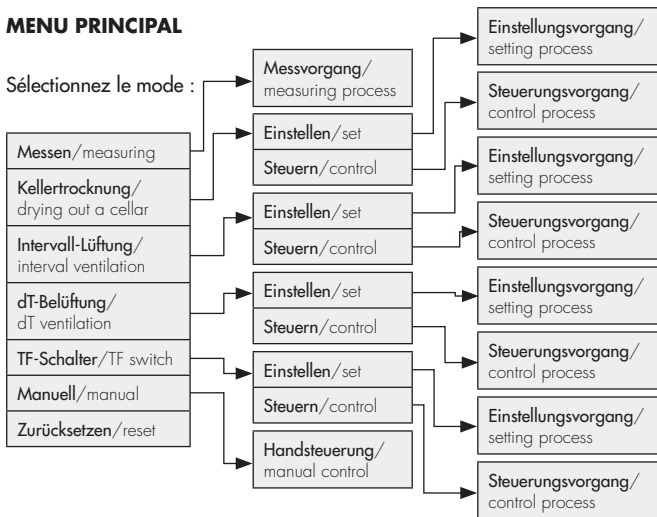 MENU PRINCIPAL
Sélectionnez le mode :
Messen/measuring
Kellertrocknung/
drying out a cellar
Intervall-Lüftung/
interval ventilation
dT-Belüftung/
dT ventilation
TF-Schalter/TF switch
Manuell/manual
Zurücksetzen/reset
Messvorgang/
measuring process
Einstellen/set
Steuern/control
Einstellen/set
Steuern/control
Einstellen/set
Steuern/control
Einstellen/set
Steuern/control
Handsteuerung/
manual control
Einstellungsvorgang/
setting process
Steuerungsvorgang/
control process
Einstellungsvorgang/
setting process
Steuerungsvorgang/
control process
Einstellungsvorgang/
setting process
Steuerungsvorgang/
control process
Einstellungsvorgang/
setting process
Steuerungsvorgang/
control process